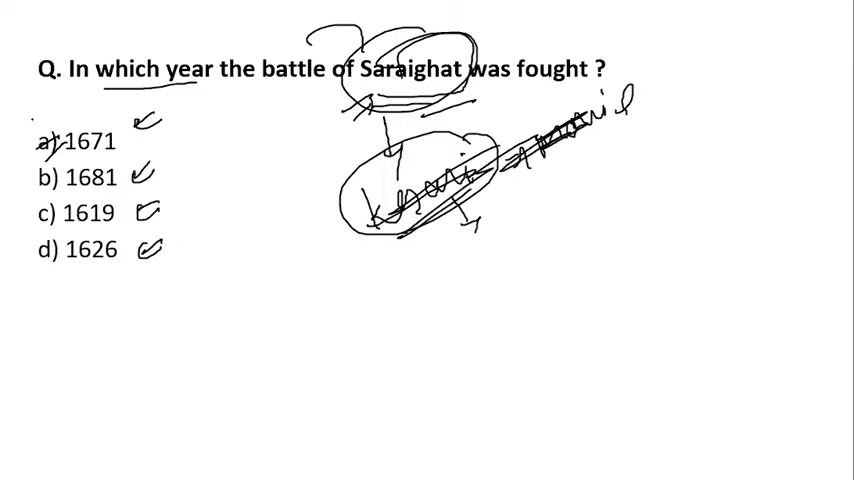 Q. In which year the battle of Saraighat was fought ?
a) 1671
b) 1681
c) 1619
d) 1626